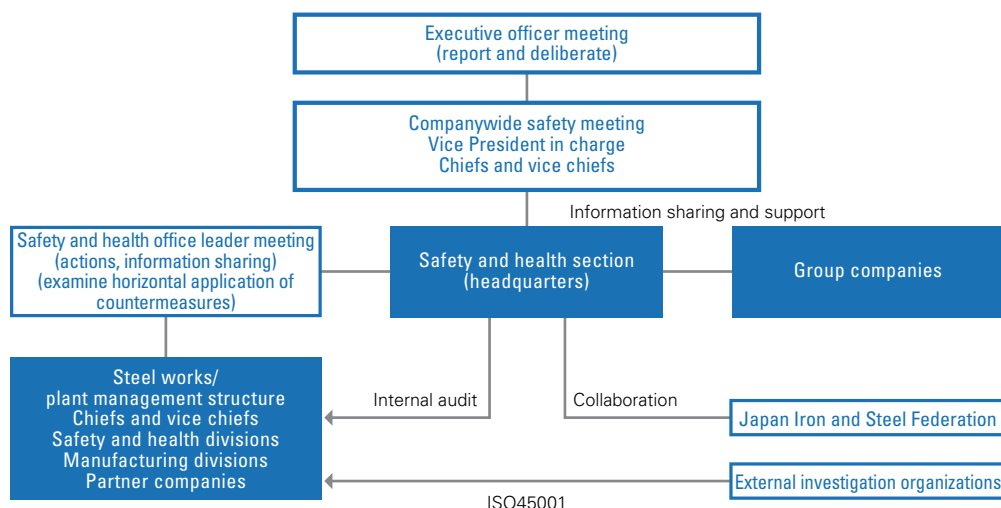 Executive officer meeting
(report and deliberate)
Companywide safety meeting
Vice President in charge
Chiefs and vice chiefs
Information sharing and support
Safety and health office leader meeting
(actions, information sharing)
(examine horizontal application of
countermeasures)
Safety and health section
(headquarters)
Group companies
Steel works/
plant management structure
Chiefs and vice chiefs
Safety and health divisions
Manufacturing divisions
Partner companies
Internal audit
Collaboration
Japan Iron and Steel Federation
External investigation organizations
ISO45001